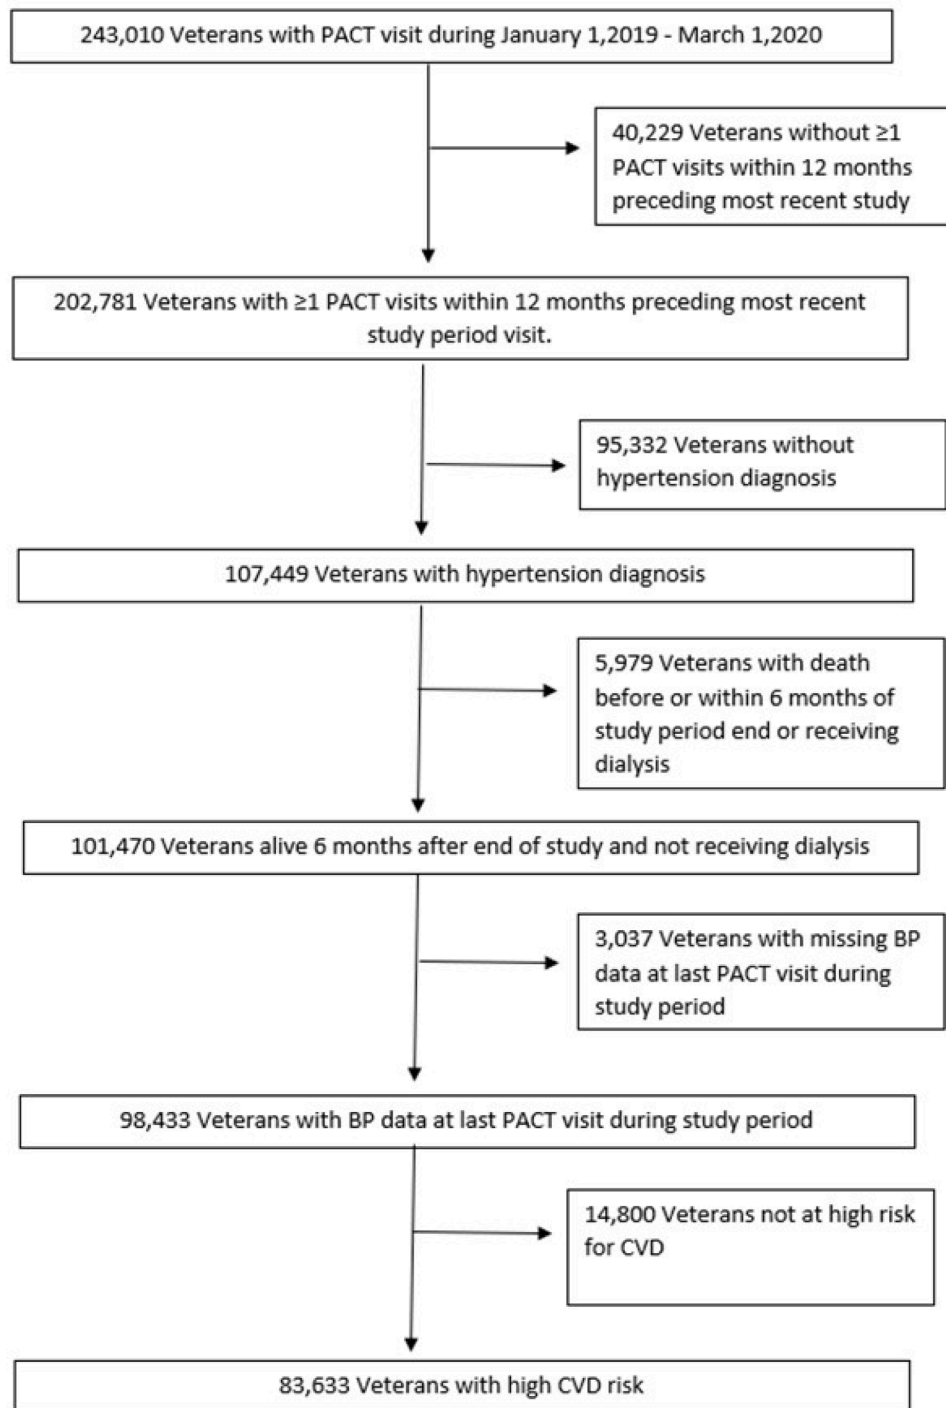 243,010 Veterans with PACT visit during January 1,2019 - March 1,2020
40,229 Veterans without ≥1
PACT visits within 12 months
preceding most recent study
202,781 Veterans with ≥1 PACT visits within 12 months preceding most recent
study period visit.
95,332 Veterans without
hypertension diagnosis
107,449 Veterans with hypertension diagnosis
5,979 Veterans with death
before or within 6 months of
study period end or receiving
dialysis
101,470 Veterans alive 6 months after end of study and not receiving dialysis
3,037 Veterans with missing BP
data at last PACT visit during
study period
98,433 Veterans with BP data at last PACT visit during study period
14,800 Veterans not at high risk
for CVD
83,633 Veterans with high CVD risk